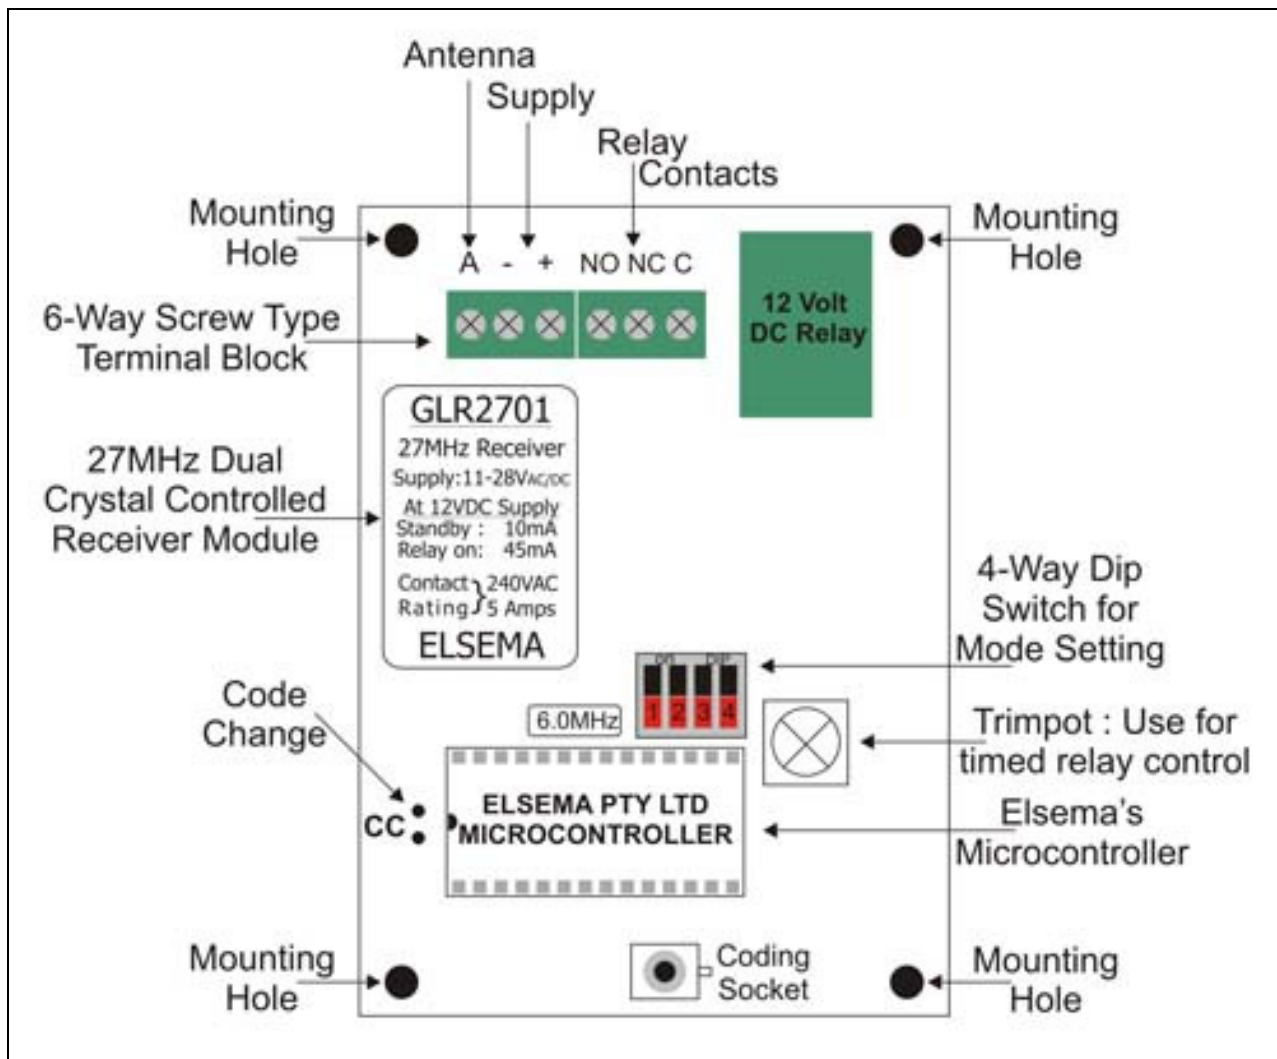 Antenna
Supply
Relay
Contacts
Mounting
Hole
Mounting
Hole
A - + NO NC C
12 Volt
DC Relay
6-Way Screw Type
Terminal Block
GLR2701
27MHz Receiver
Supply:11-28VAC/DC
At 12VDC Supply
Standby : 10mA
Relay on: 45mA
Contact } 240VAC
Rating } 5 Amps
ELSEMA
27MHz Dual
Crystal Controlled
Receiver Module
4-Way Dip
Switch for
Mode Setting
DIP
1 2 3 4
6.0MHz
Code
Change
Trimpot : Use for
timed relay control
CC
ELSEMA PTY LTD
MICROCONTROLLER
Elsema's
Microcontroller
Mounting
Hole
Coding
Socket
Mounting
Hole